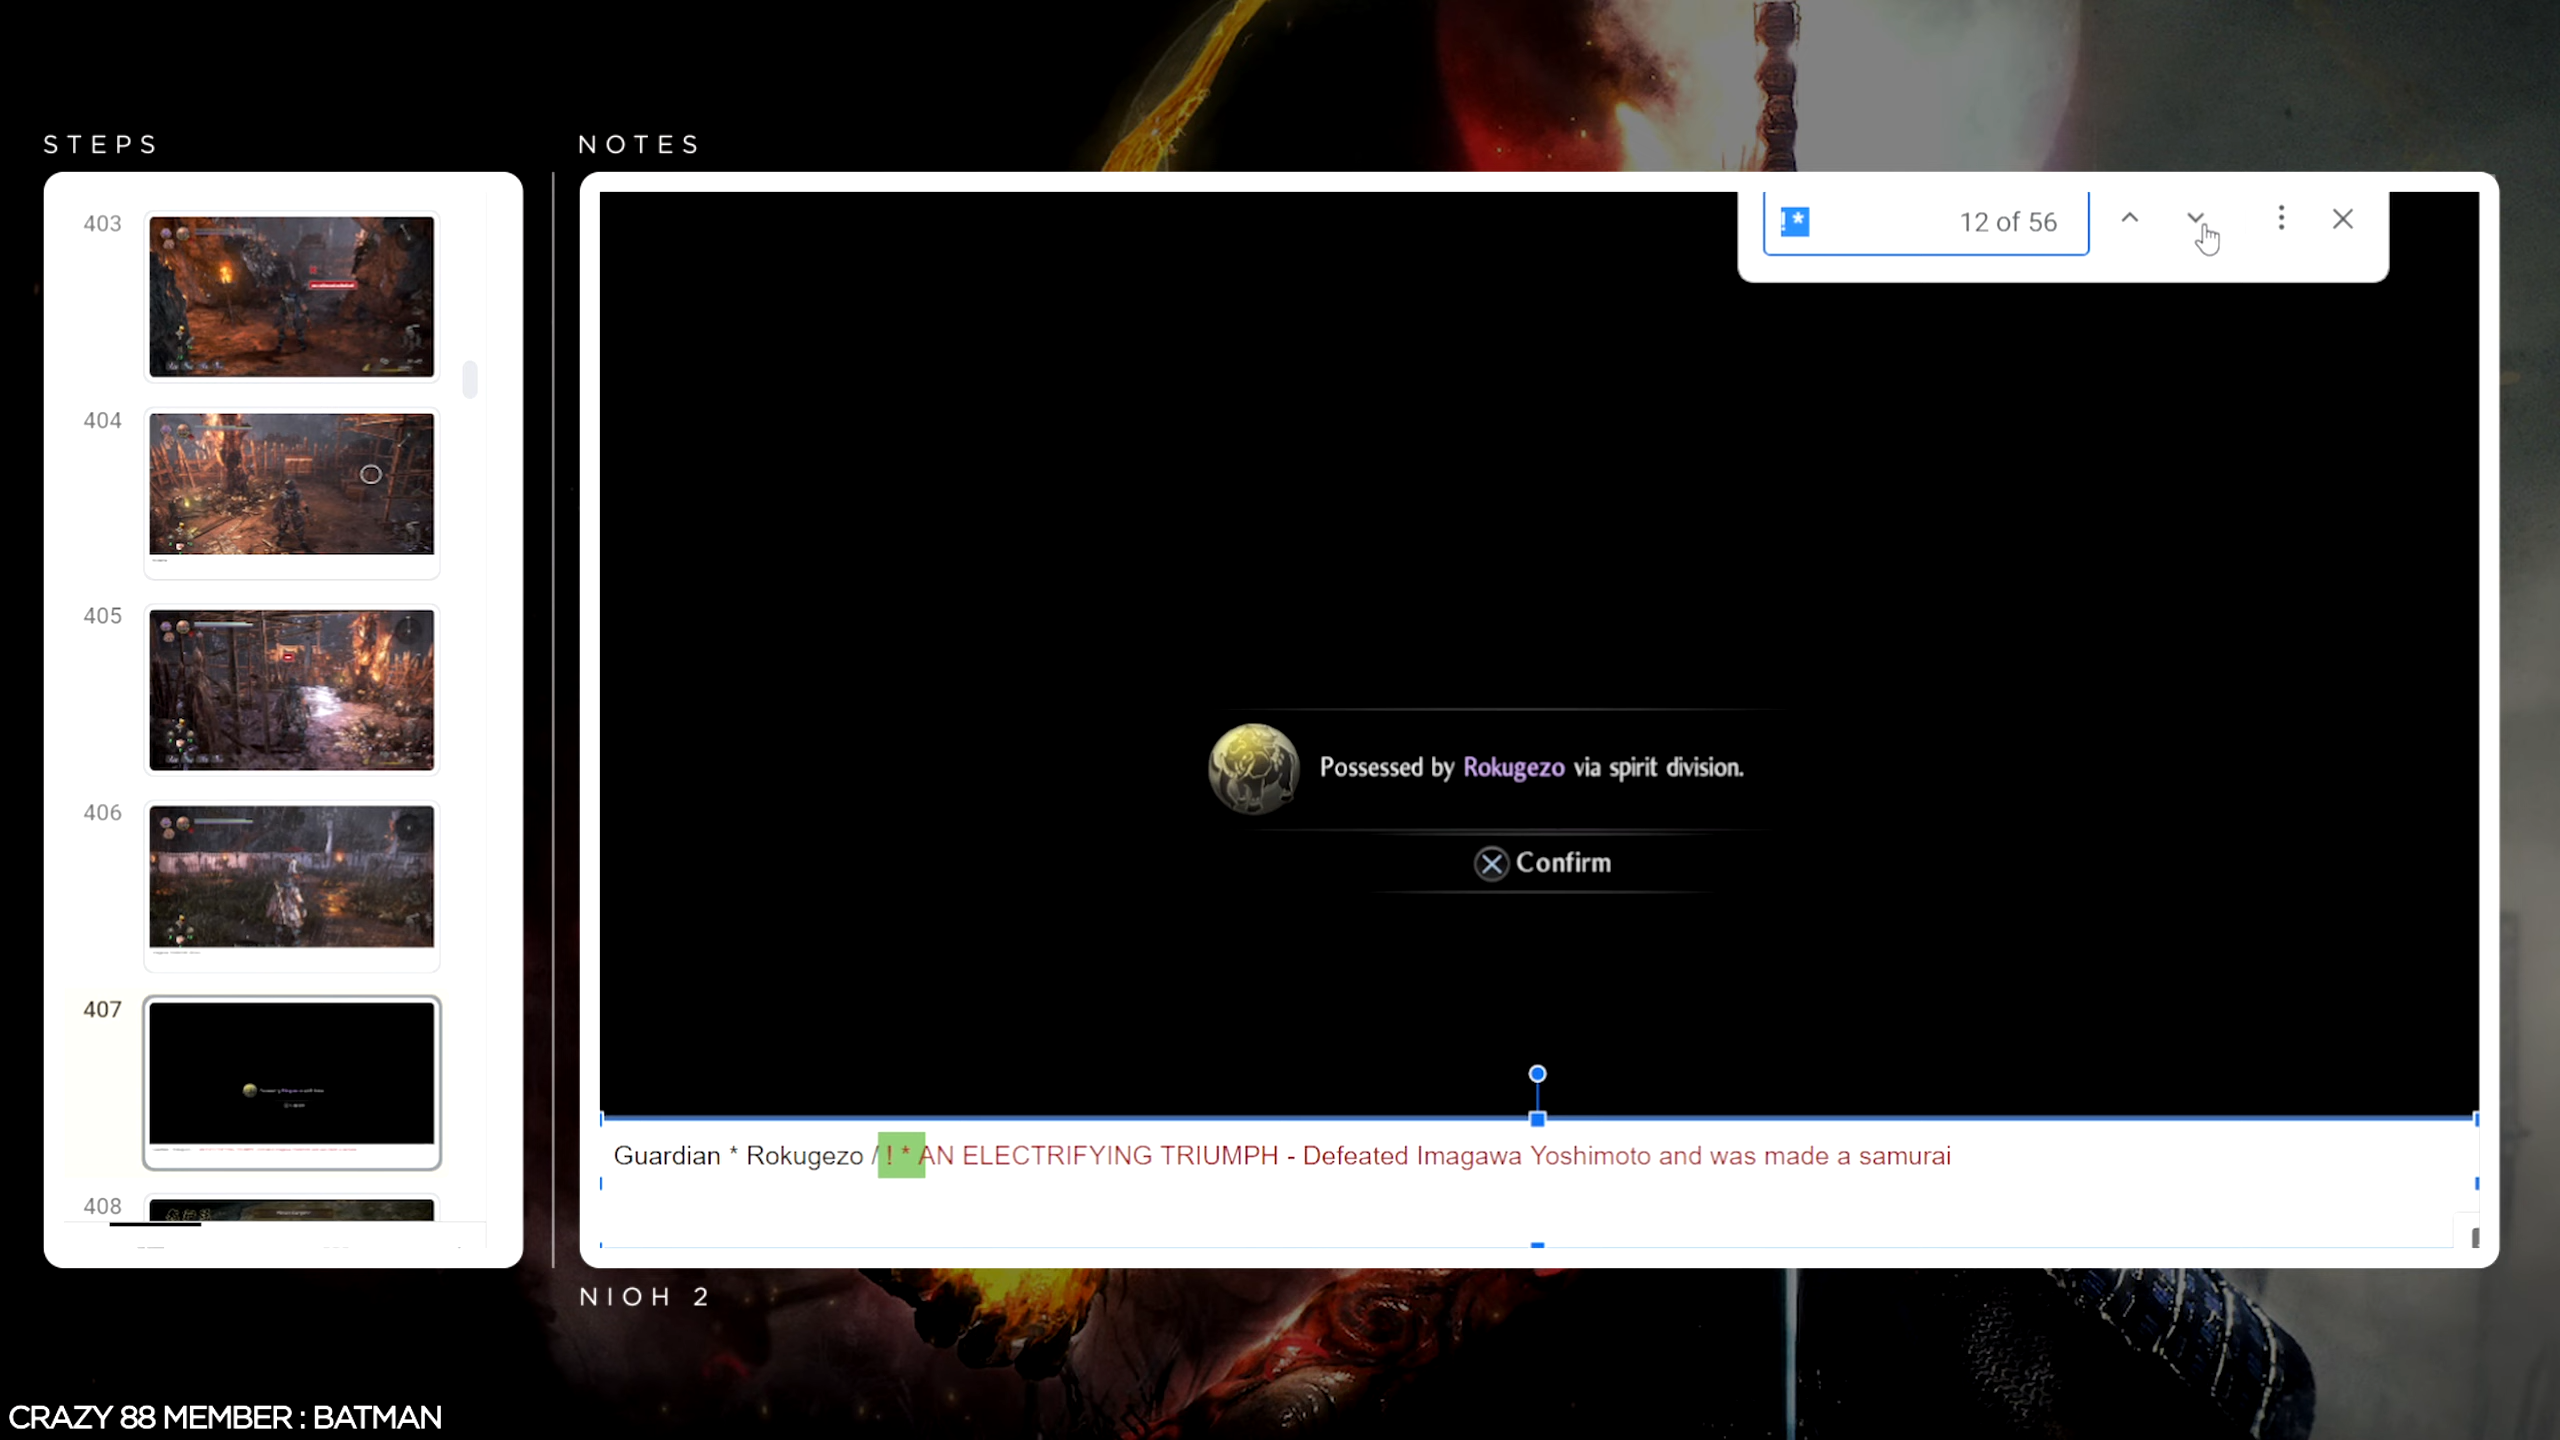 STEPS
NOTES
403
404
405
406
407
408
! *
12 of 56
Possessed by Rokugezo via spirit division.
Confirm
Guardian * Rokugezo / ! * AN ELECTRIFYING TRIUMPH - Defeated Imagawa Yoshimoto and was made a samurai
NIOH 2
CRAZY 88 MEMBER : BATMAN